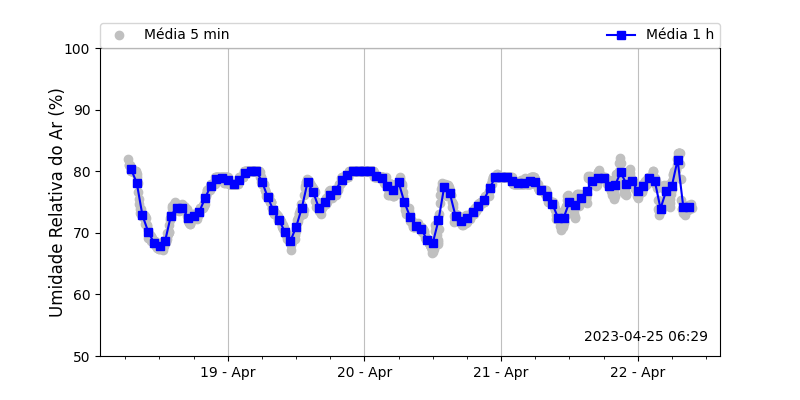 Média 5 min
Média 1 h
Umidade Relativa do Ar (%)
100
90
80
70
60
50
2023-04-25 06:29
19 - Apr
20 - Apr
21 - Apr
22 - Apr